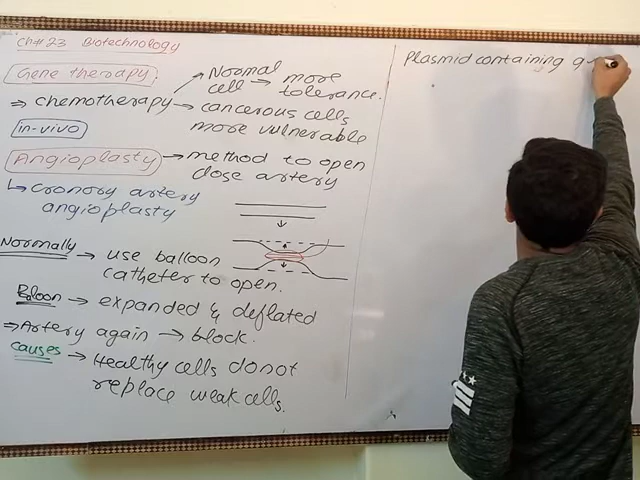 Ch#23 Biotechnology
Gene therapy
⇒ chemotherapy → Normal cell → more tolerance.
→ cancerous cells more vulnerable
in-vivo
Angioplasty → method to open close artery
↳ cronory artery angioplasty
Normally → use balloon catheter to open.
Baloon → expanded & deflated
⇒ Artery again → block.
causes → Healthy cells donot replace weak cells.
Plasmid containing